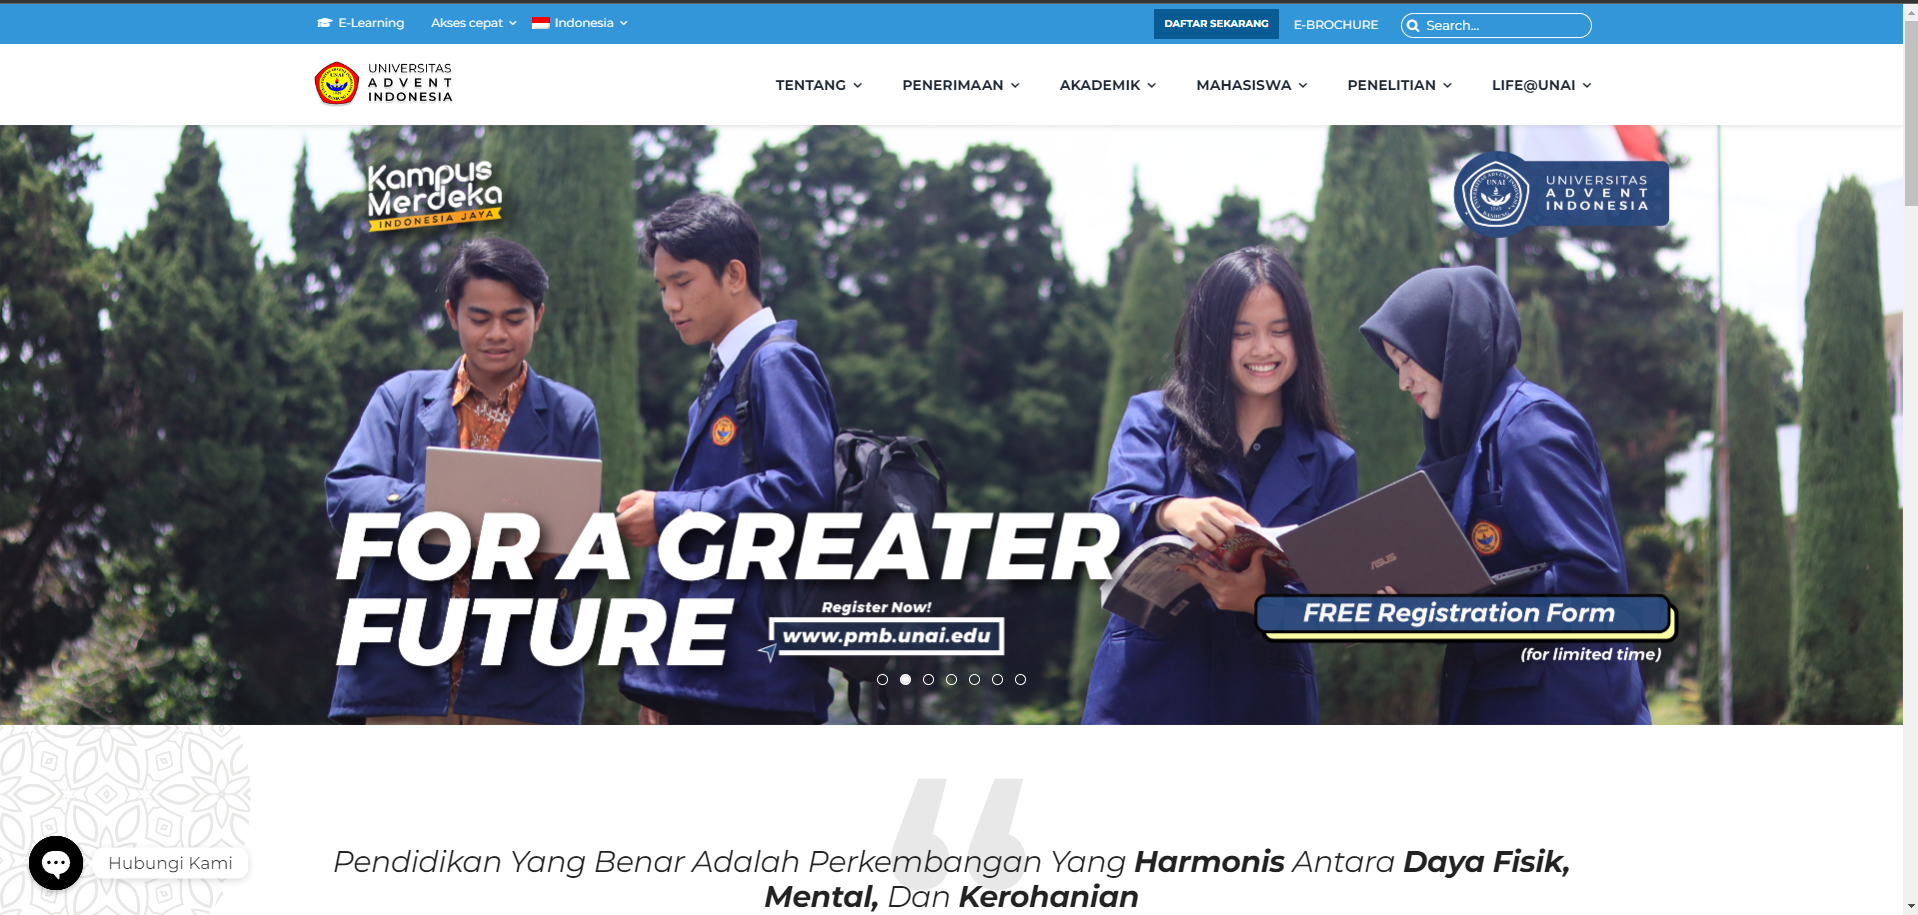 E-Learning
Akses cepat
Indonesia
DAFTAR SEKARANG
E-BROCHURE
Search...
UNIVERSITAS
ADVENT
INDONESIA
TENTANG
PENERIMAAN
AKADEMIK
MAHASISWA
PENELITIAN
LIFE@UNAI
Kampus
Merdeka
INDONESIA JAYA
UNAI
UNIVERSITAS
ADVENT
INDONESIA
ASUS
FOR A GREATER
FUTURE
Register Now!
www.pmb.unai.edu
FREE Registration Form
(for limited time)
Hubungi Kami
Pendidikan Yang Benar Adalah Perkembangan Yang Harmonis Antara Daya Fisik,
Mental, Dan Kerohanian